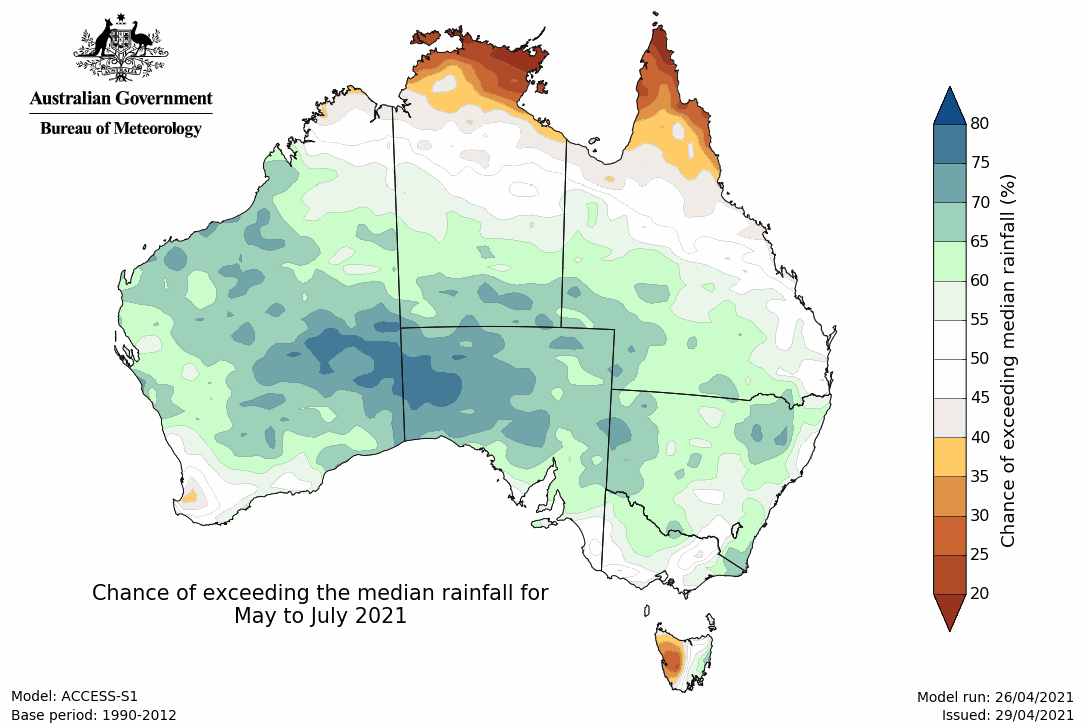 Australian Government
Bureau of Meteorology
80
75
70
65
60
55
50
45
40
35
30
25
20
Chance of exceeding median rainfall (%)
Chance of exceeding the median rainfall for
May to July 2021
Model: ACCESS-S1
Base period: 1990-2012
Model run: 26/04/2021
Issued: 29/04/2021